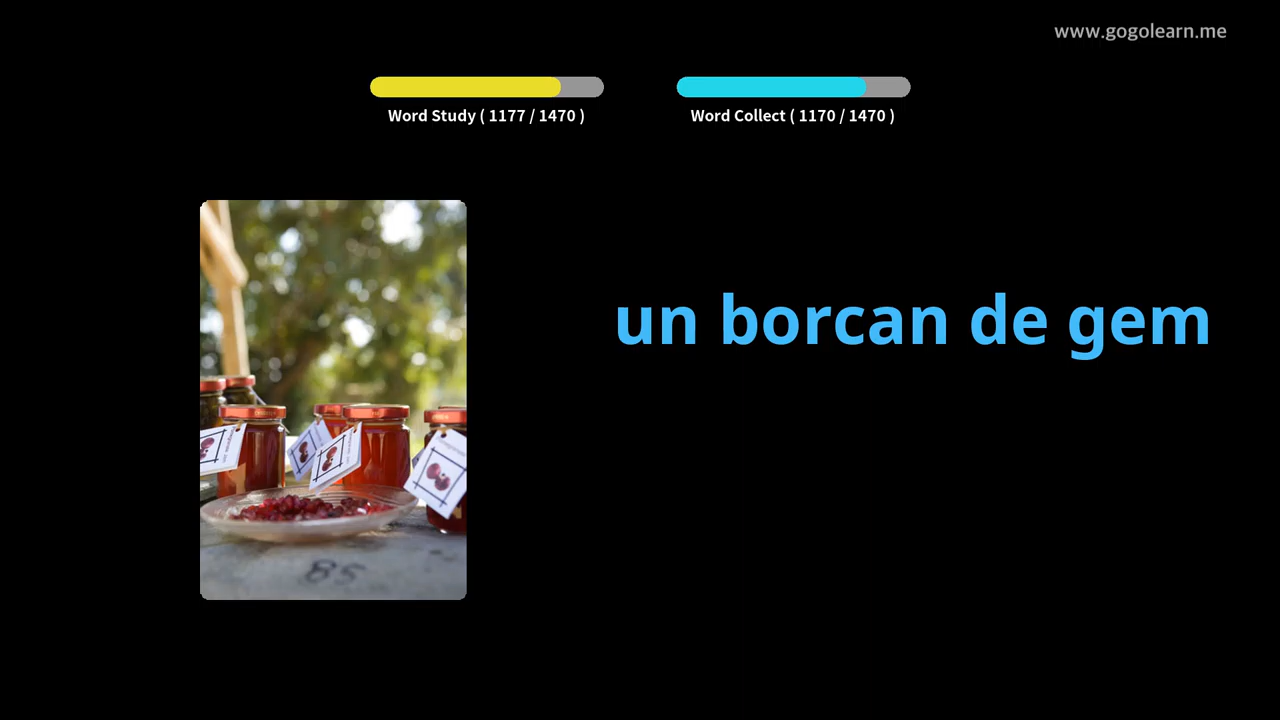 www.gogolearn.me
Word Study ( 1177 / 1470 )
Word Collect ( 1170 / 1470 )
un borcan de gem
85